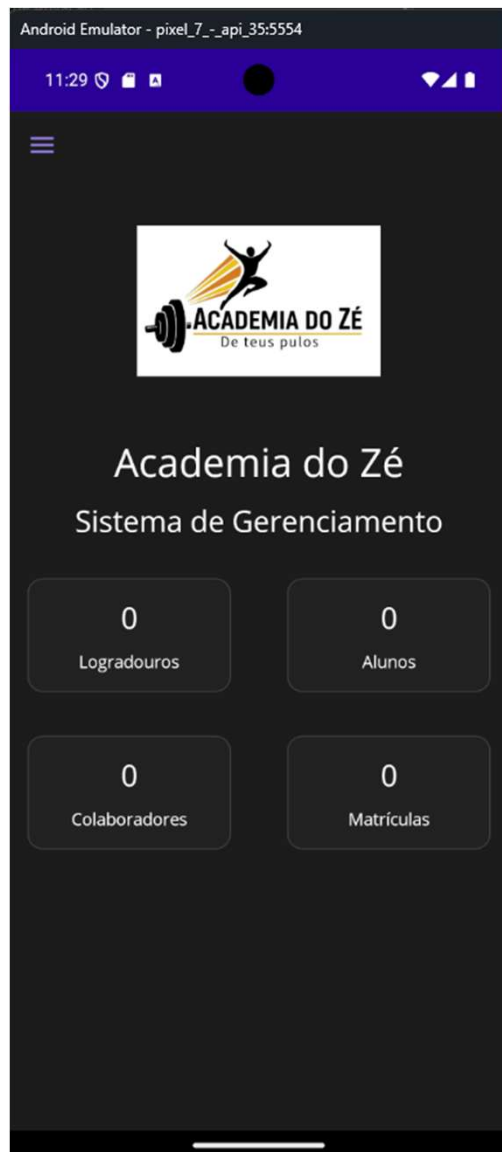 Android Emulator - pixel_7_-_api_35:5554
11:29
A
ACADEMIA DO ZÉ
De teus pulos
Academia do Zé
Sistema de Gerenciamento
0
Logradouros
0
Alunos
0
Colaboradores
0
Matrículas